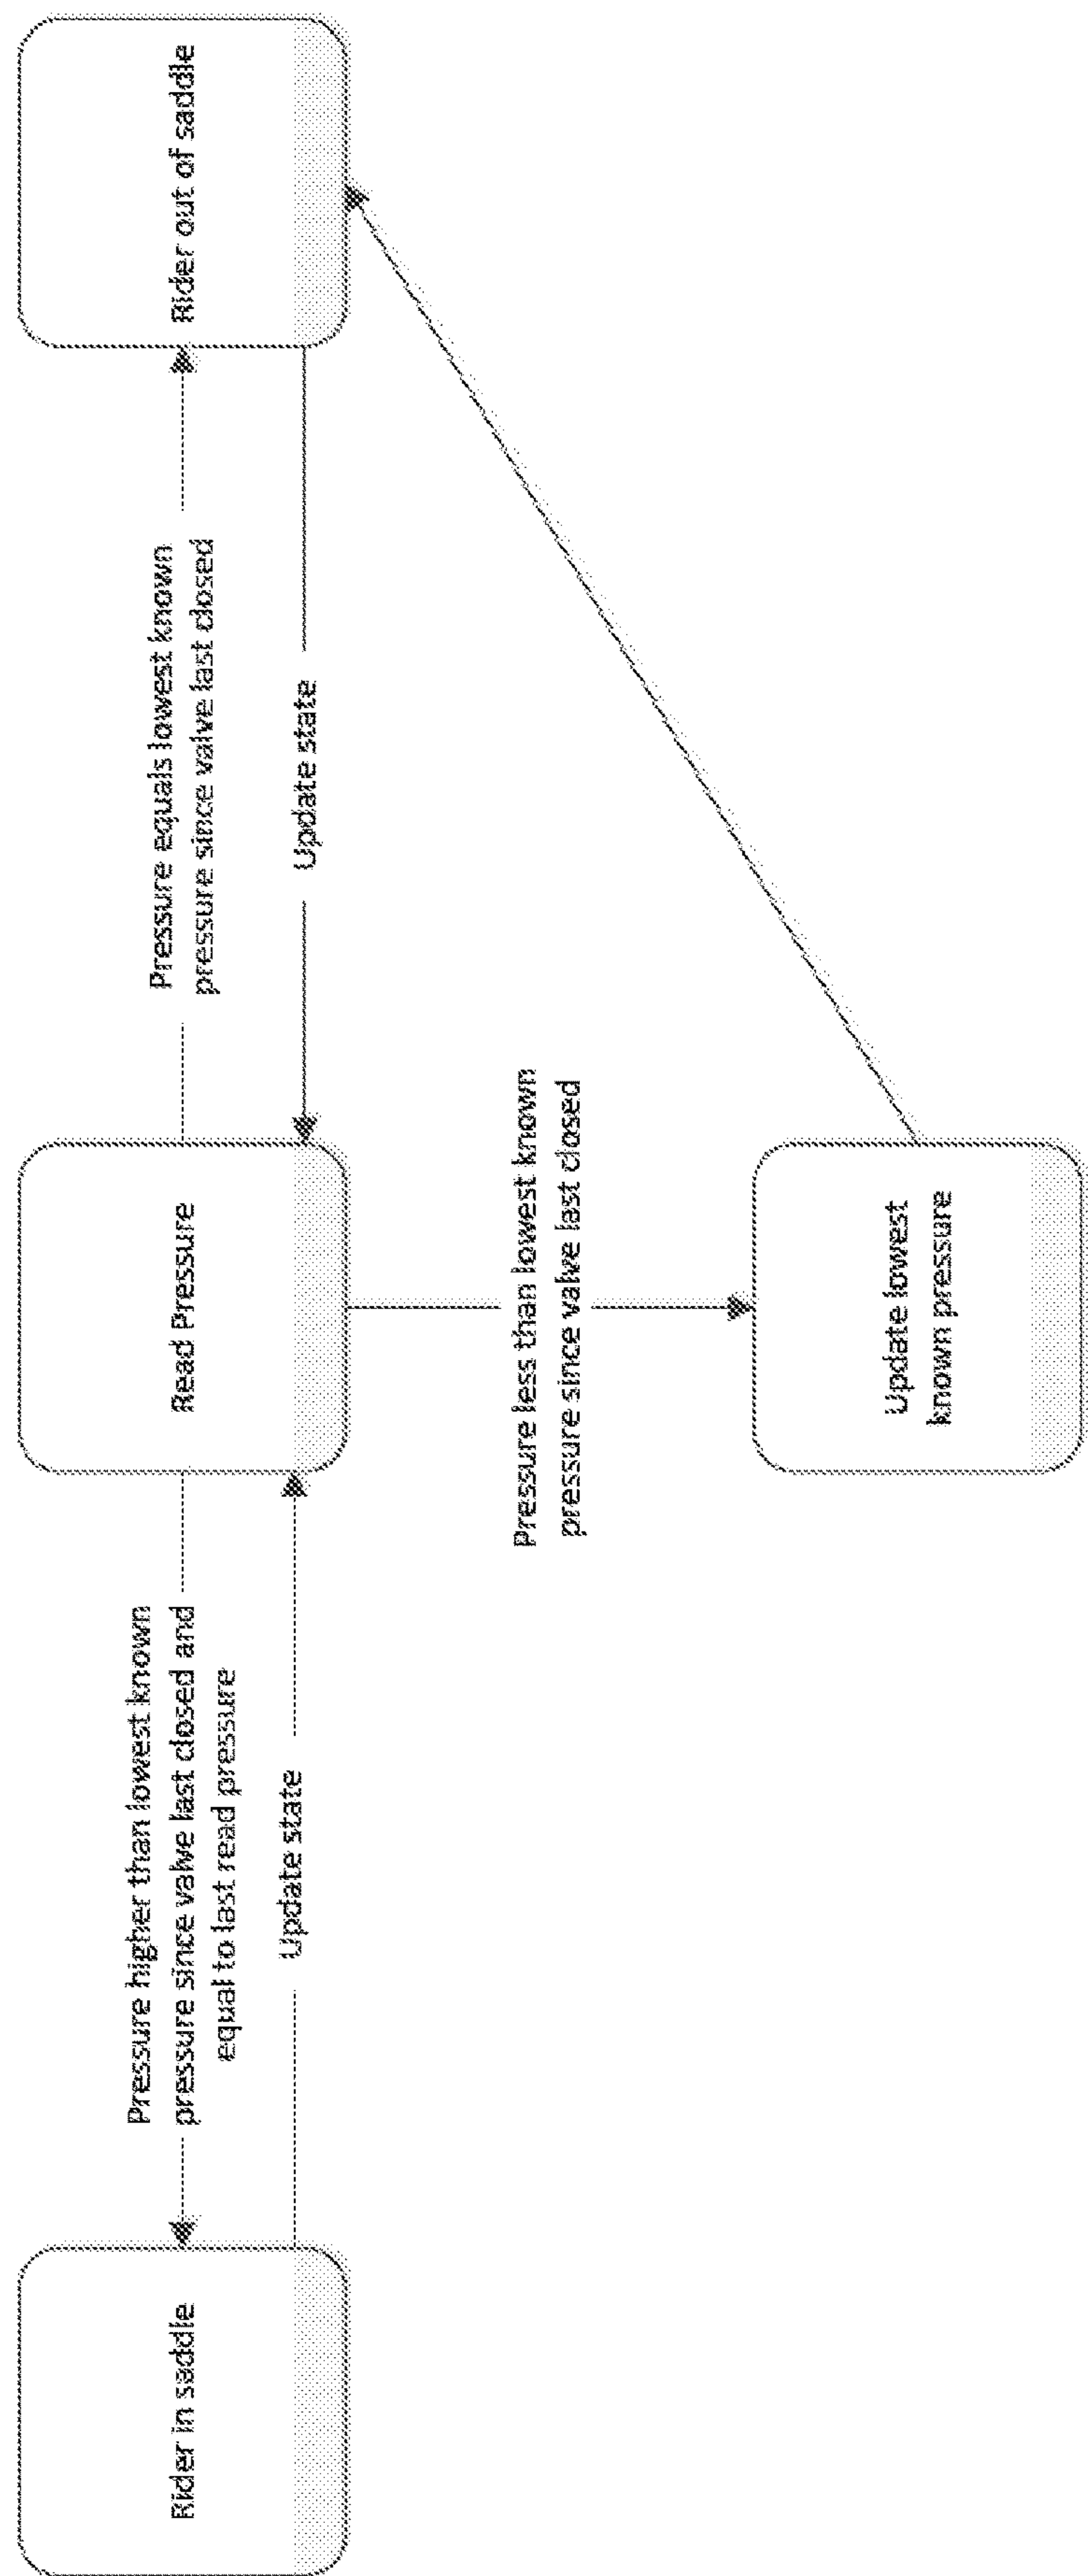 Rider in saddle
Pressure higher than lowest known
pressure since valve last closed and
equal to last read pressure
Update state
Read Pressure
Pressure equals lowest known
pressure since valve last closed
Update state
Rider out of saddle
Pressure less than lowest known
pressure since valve last closed
Update lowest
known pressure